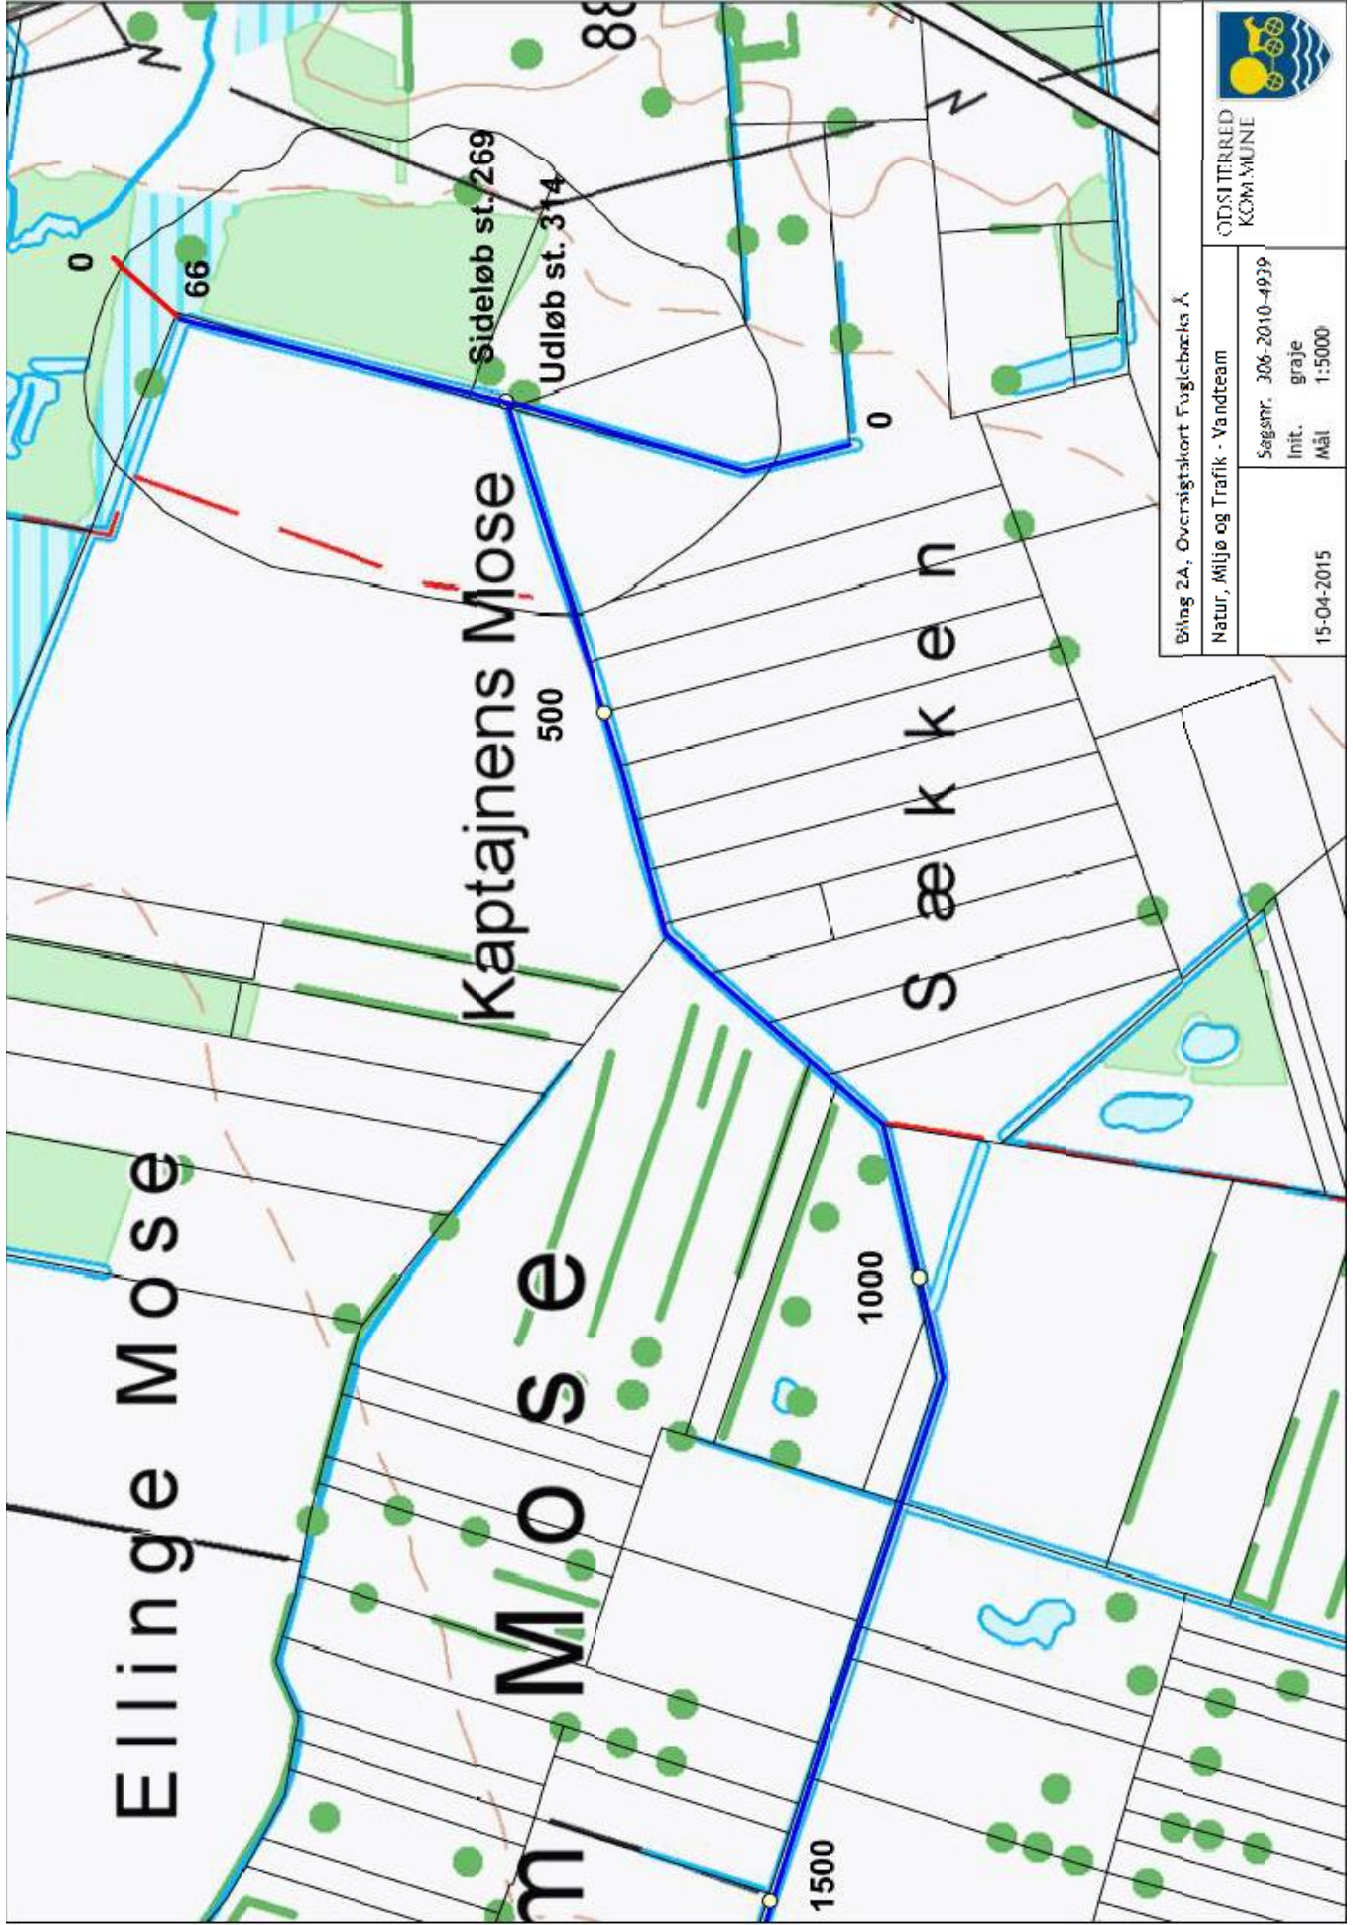 Ellinge Mose
m Mose
Kaptajnens Mose
Sækken
0
66
Sideløb st. 269
Udløb st. 314
0
500
1000
1500
88
Bilag 2A, Oversigtskort Fuglebæks Å
Natur, Miljø og Trafik - Vandteam
Sagsnr. 306-2010-4939
Init. graje
Mål 1:5000
15-04-2015
ODSHERRED
KOMMUNE